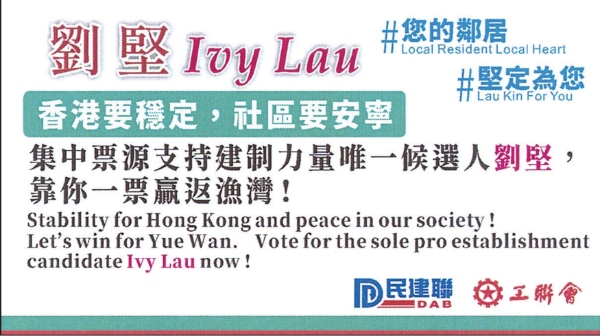 劉堅 Ivy Lau
#您的鄰居
Local Resident Local Heart
#堅定為您
Lau Kin For You
香港要穩定，社區要安寧
集中票源支持建制力量唯一候選人劉堅，
靠你一票贏返漁灣！
Stability for Hong Kong and peace in our society !
Let's win for Yue Wan. Vote for the sole pro establishment
candidate Ivy Lau now !
民建聯
DAB
工聯會